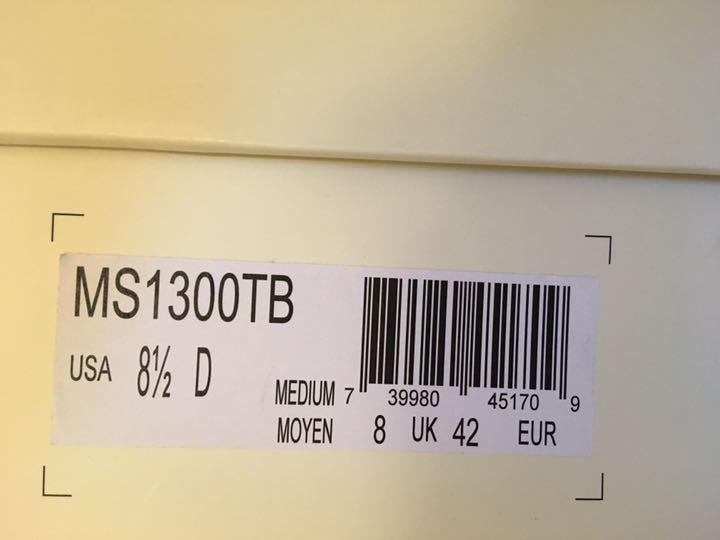 MS1300TB
USA 8½ D
MEDIUM 7 39980 45170 9
MOYEN 8 UK 42 EUR